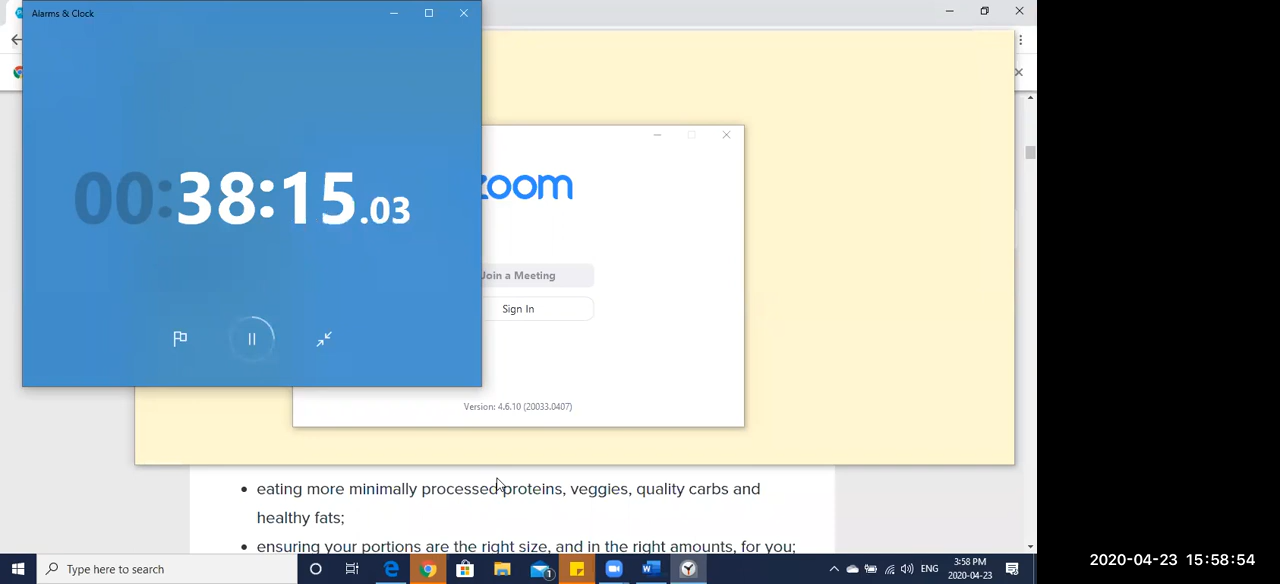 Alarms & Clock
00:38:15.03
zoom
Join a Meeting
Sign In
Version: 4.6.10 (20033.0407)
eating more minimally processed proteins, veggies, quality carbs and
healthy fats;
ensuring your portions are the right size, and in the right amounts, for you;
Type here to search
1
ENG
3:58 PM
2020-04-23
2020-04-23 15:58:54